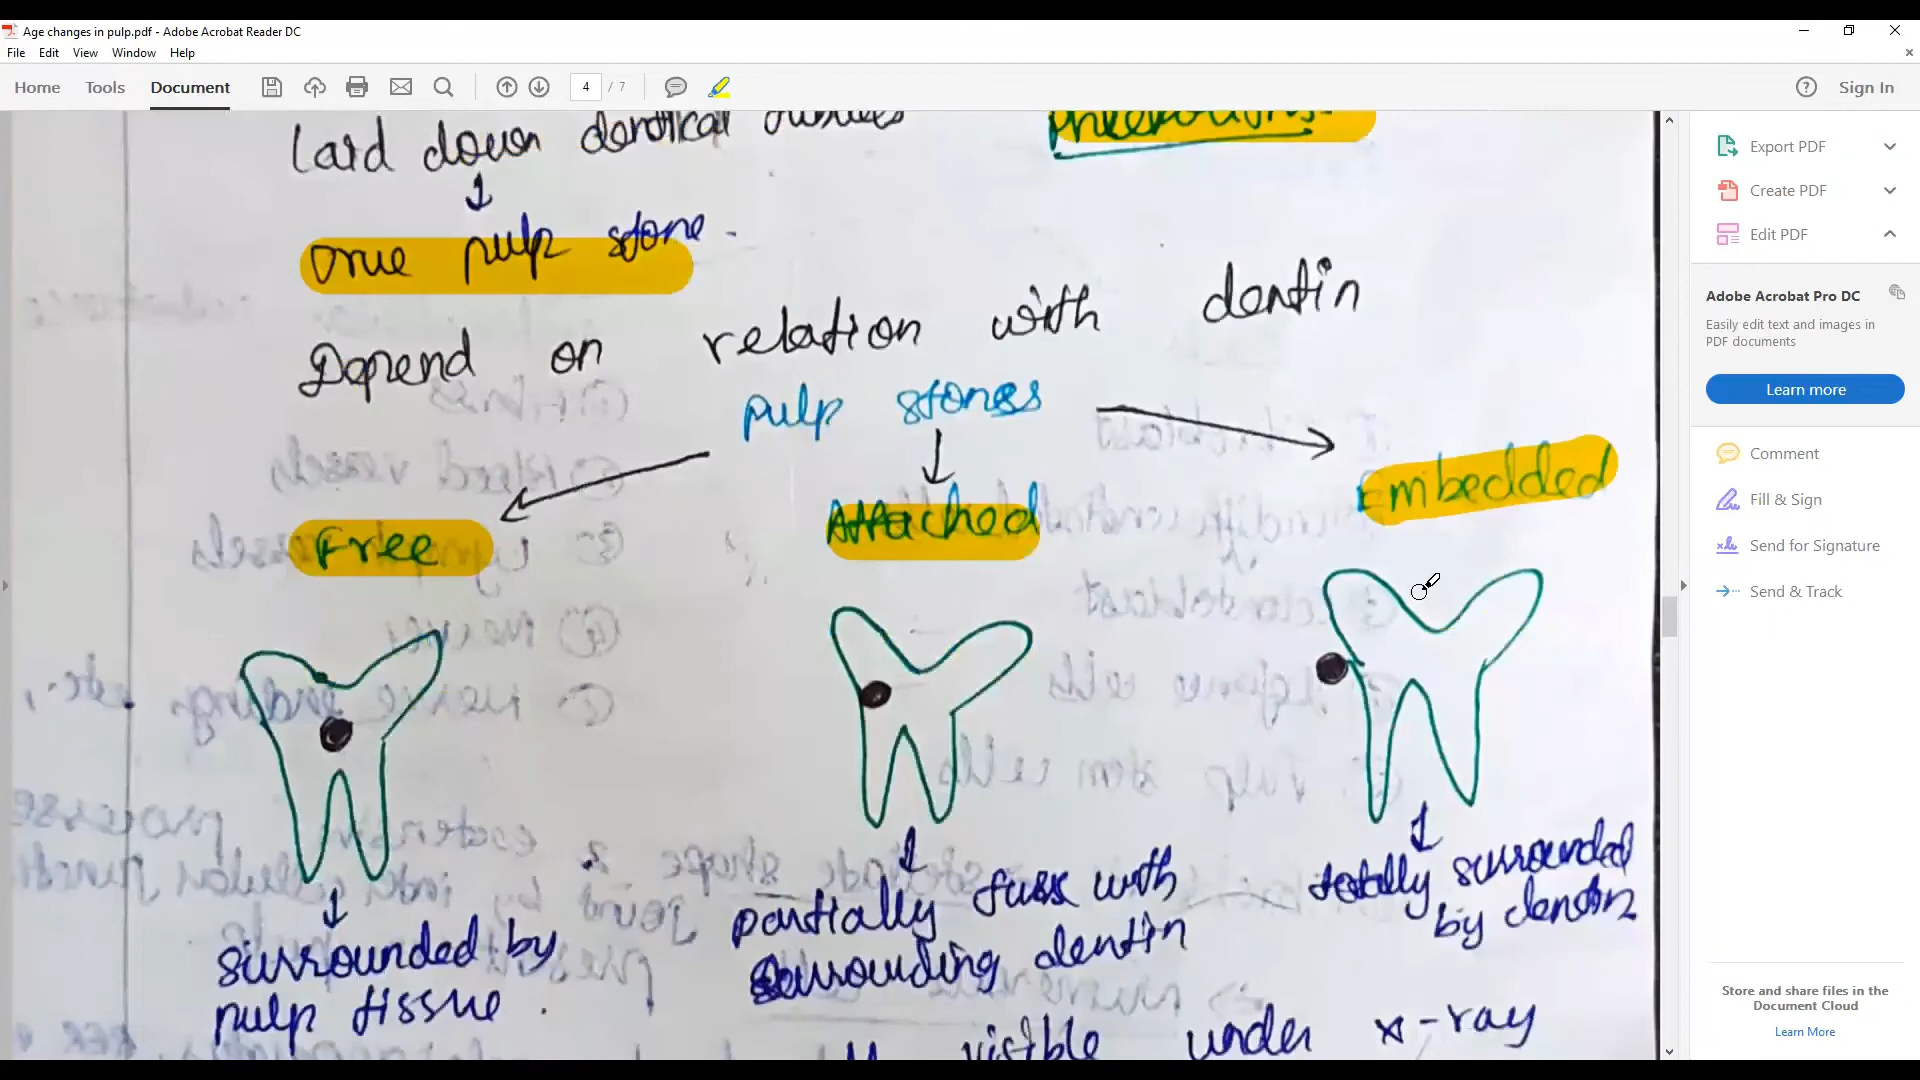 Age changes in pulp.pdf - Adobe Acrobat Reader DC
File Edit View Window Help
Home Tools Document 4 / 7 Sign In
Laid down dentical
True pulp stone.
Depend on relation with dentin
pulp stones
Free Attached Embedded
surrounded by
pulp tissue.
partially fuse with
surrouding dentin
totally surrounded
by dentin
visible under x-ray
Export PDF
Create PDF
Edit PDF
Adobe Acrobat Pro DC
Easily edit text and images in
PDF documents
Learn more
Comment
Fill & Sign
Send for Signature
Send & Track
Store and share files in the
Document Cloud
Learn More